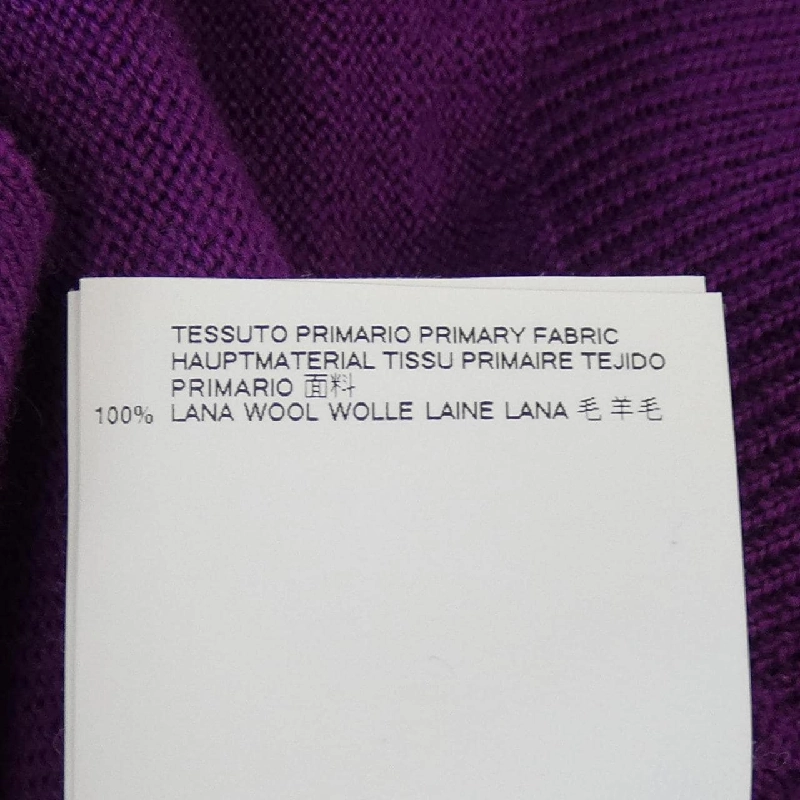 TESSUTO PRIMARIO PRIMARY FABRIC
HAUPTMATERIAL TISSU PRIMAIRE TEJIDO
PRIMARIO 面料
100% LANA WOOL WOLLE LAINE LANA 毛 羊毛